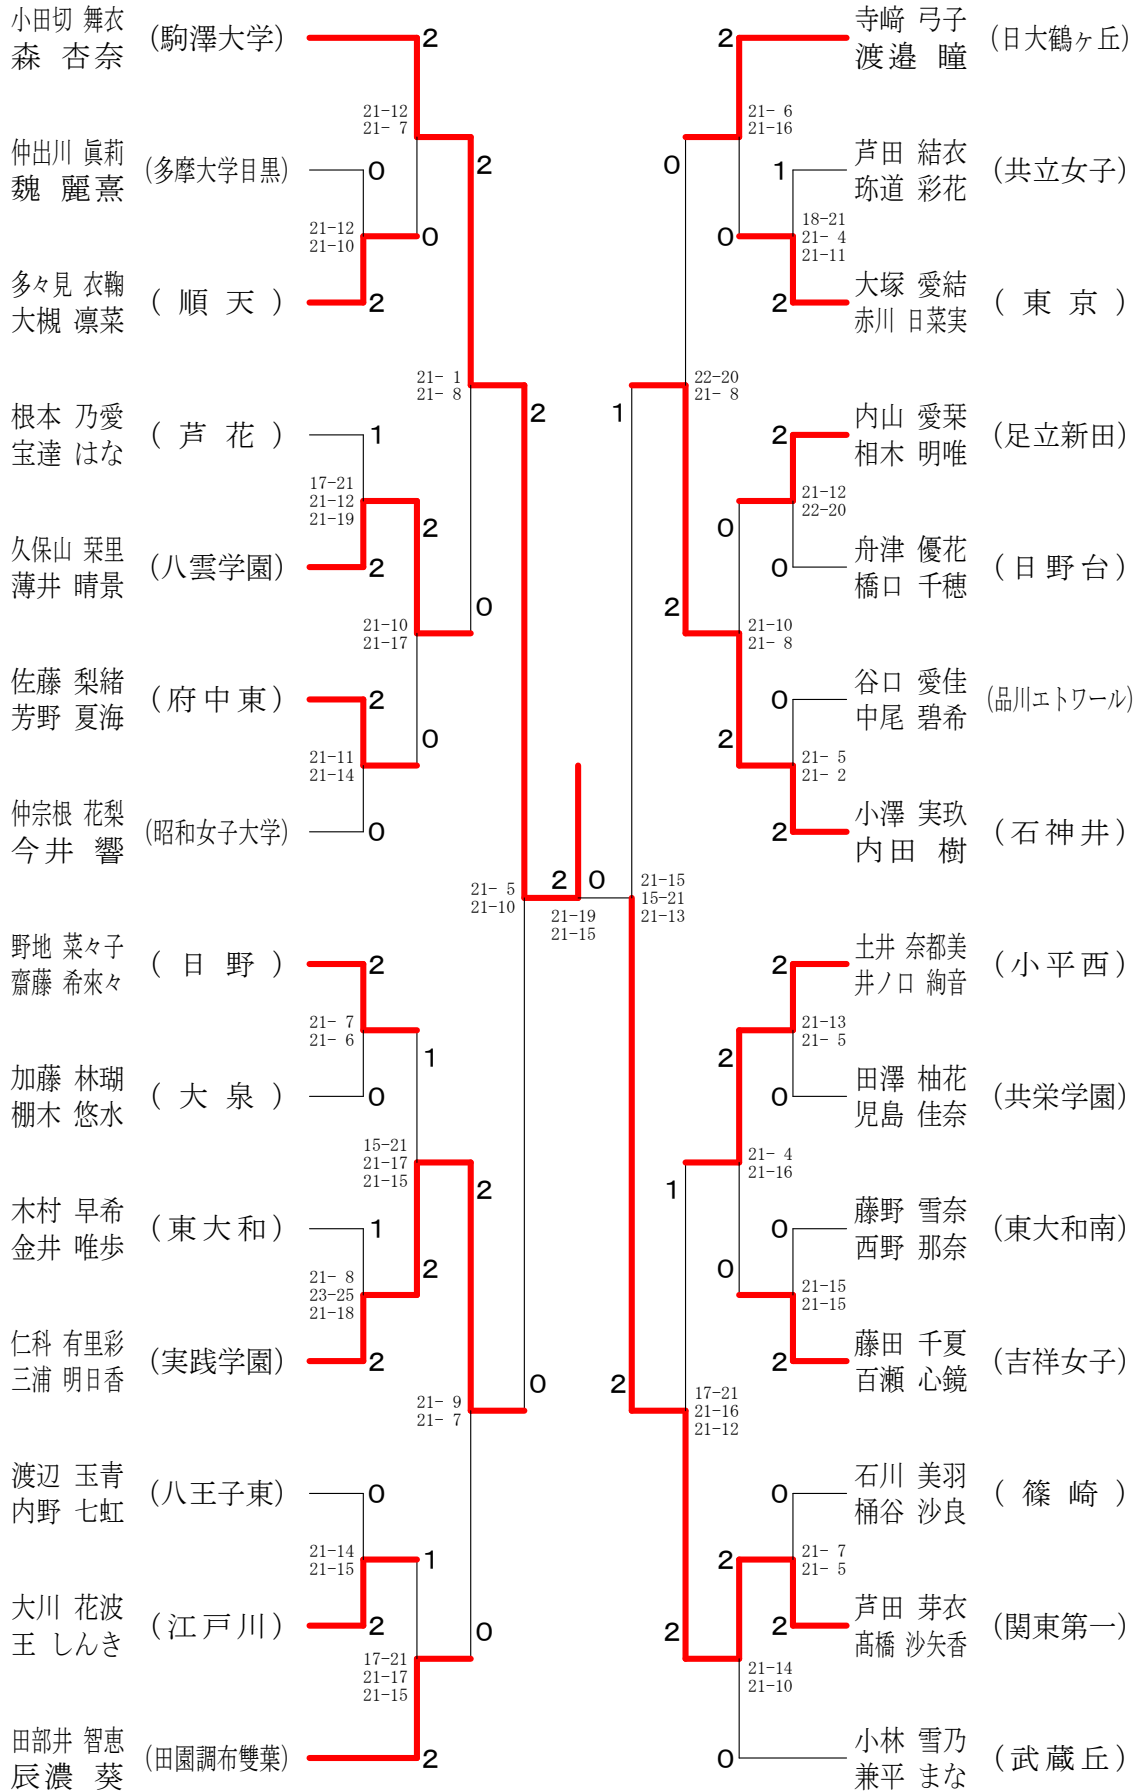 小田切 舞衣
森 杏奈
(駒澤大学)
2
21-12
21- 7
仲出川 眞莉
魏 麗熹
(多摩大学目黒)
0
2
21-12
21-10
0
多々見 衣鞠
大槻 凛菜
( 順 天 )
2
21- 1
21- 8
2
根本 乃愛
宝達 はな
( 芦 花 )
1
17-21
21-12
21-19
2
久保山 栞里
薄井 晴景
(八雲学園)
2
0
21-10
21-17
佐藤 梨緒
芳野 夏海
(府中東)
2
0
21-11
21-14
仲宗根 花梨
今井 響
(昭和女子大学)
0
21- 5
21-10
2
0
21-19
21-15
野地 菜々子
齋藤 希來々
( 日 野 )
2
21- 7
21- 6
1
加藤 林瑚
棚木 悠水
( 大 泉 )
0
15-21
21-17
21-15
2
木村 早希
金井 唯歩
(東大和)
1
21- 8
23-25
21-18
2
仁科 有里彩
三浦 明日香
(実践学園)
2
0
21- 9
21- 7
渡辺 玉青
内野 七虹
(八王子東)
0
21-14
21-15
1
大川 花波
王 しんき
(江戸川)
2
0
17-21
21-17
21-15
田部井 智恵
辰濃 葵
(田園調布雙葉)
2
2
寺﨑 弓子
渡邉 瞳
(日大鶴ヶ丘)
21- 6
21-16
0
1
芦田 結衣
珎道 彩花
(共立女子)
18-21
21- 4
21-11
0
2
大塚 愛結
赤川 日菜実
( 東 京 )
22-20
21- 8
1
2
内山 愛栞
相木 明唯
(足立新田)
21-12
22-20
0
0
舟津 優花
橋口 千穂
(日野台)
2
21-10
21- 8
0
谷口 愛佳
中尾 碧希
(品川エトワール)
2
21- 5
21- 2
2
小澤 実玖
内田 樹
(石神井)
21-15
15-21
21-13
2
土井 奈都美
井ノ口 絢音
(小平西)
21-13
21- 5
2
0
田澤 柚花
児島 佳奈
(共栄学園)
21- 4
21-16
1
0
藤野 雪奈
西野 那奈
(東大和南)
0
21-15
21-15
2
藤田 千夏
百瀬 心鏡
(吉祥女子)
2
17-21
21-16
21-12
0
石川 美羽
桶谷 沙良
( 篠 崎 )
2
21- 7
21- 5
2
2
芦田 芽衣
髙橋 沙矢香
(関東第一)
21-14
21-10
0
小林 雪乃
兼平 まな
(武蔵丘)